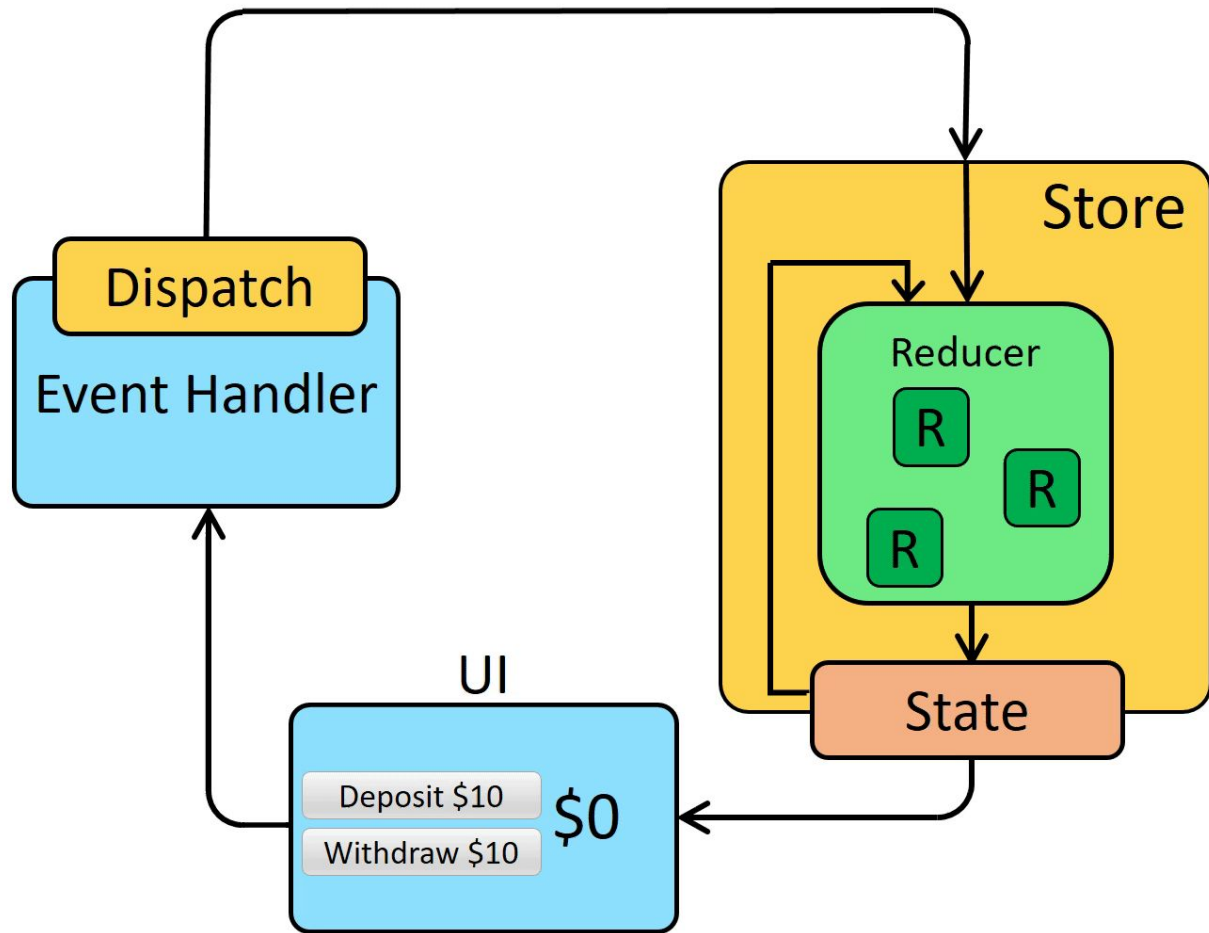 Store
Dispatch
Event Handler
Reducer
R
R
R
UI
State
Deposit $10
$0
Withdraw $10